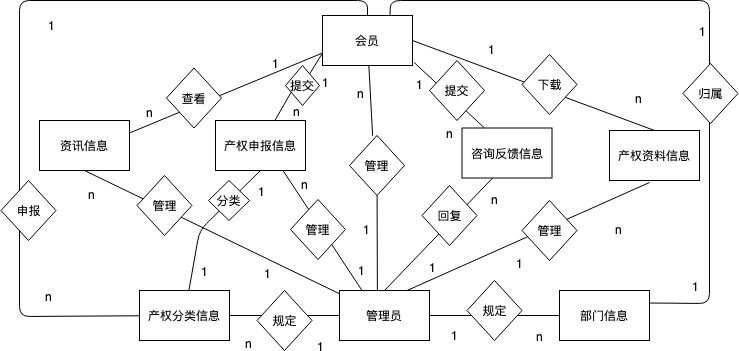 1
会员
1
1
归属
1
提交
1
1
提交
下载
查看
n
n
n
n
资讯信息
产权申报信息
n
咨询反馈信息
产权资料信息
管理
n
n
1
n
管理
分类
申报
管理
1
回复
管理
n
1
1
1
1
1
1
n
产权分类信息
规定
管理员
规定
部门信息
n
1
1
n